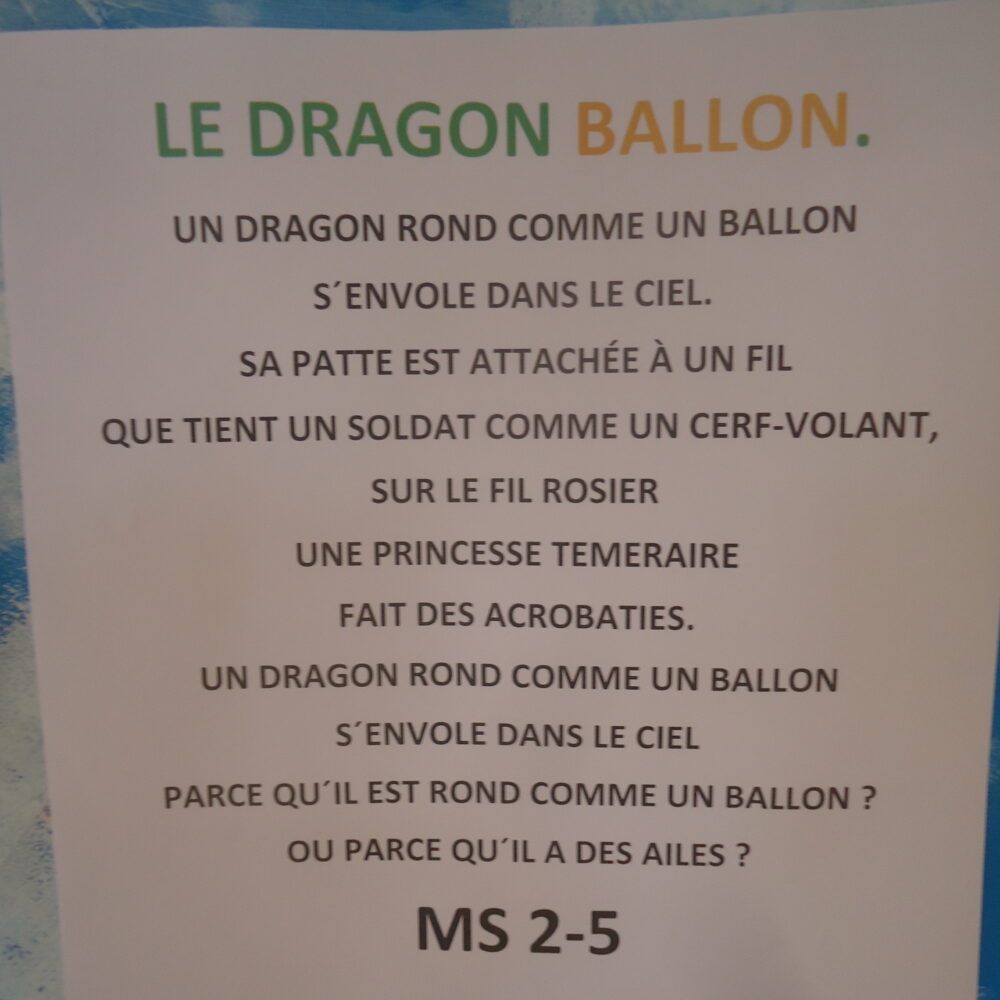 LE DRAGON BALLON.
UN DRAGON ROND COMME UN BALLON
S´ENVOLE DANS LE CIEL.
SA PATTE EST ATTACHÉE À UN FIL
QUE TIENT UN SOLDAT COMME UN CERF-VOLANT,
SUR LE FIL ROSIER
UNE PRINCESSE TEMERAIRE
FAIT DES ACROBATIES.
UN DRAGON ROND COMME UN BALLON
S´ENVOLE DANS LE CIEL
PARCE QU´IL EST ROND COMME UN BALLON ?
OU PARCE QU´IL A DES AILES ?
MS 2-5